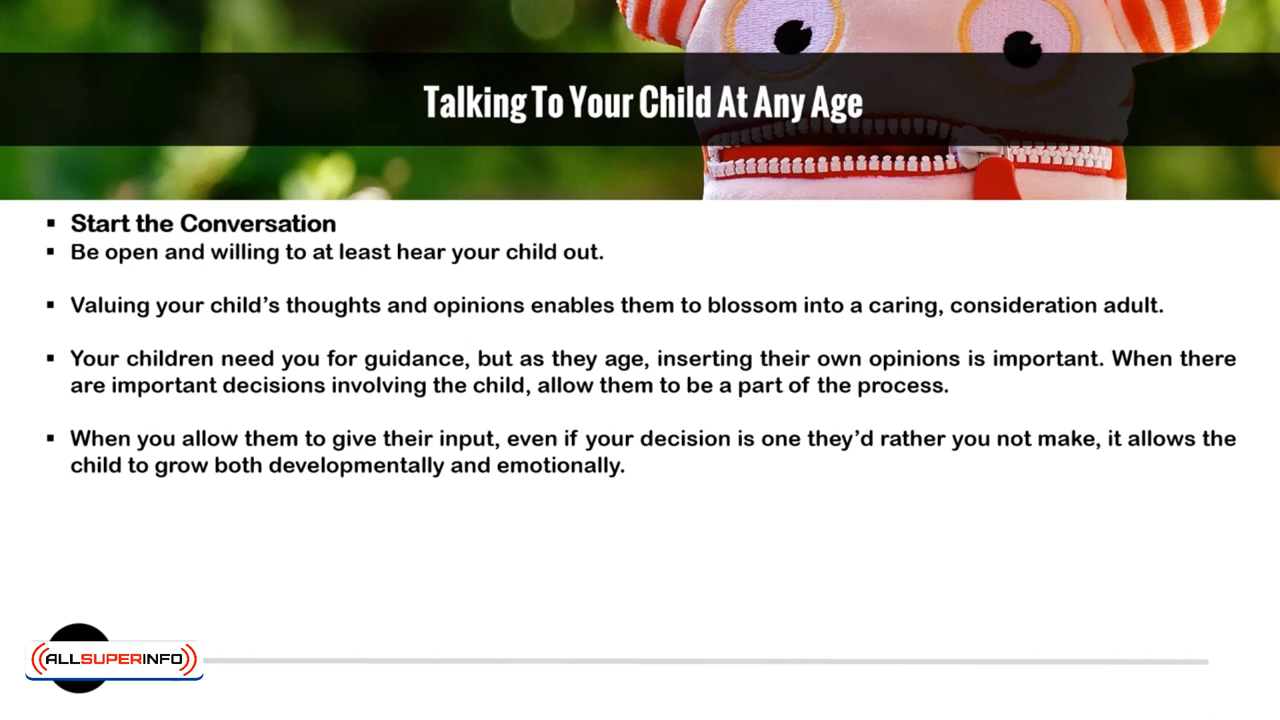 Talking To Your Child At Any Age
▪ Start the Conversation
▪ Be open and willing to at least hear your child out.
▪ Valuing your child’s thoughts and opinions enables them to blossom into a caring, consideration adult.
▪ Your children need you for guidance, but as they age, inserting their own opinions is important. When there
are important decisions involving the child, allow them to be a part of the process.
▪ When you allow them to give their input, even if your decision is one they’d rather you not make, it allows the
child to grow both developmentally and emotionally.
ALLSUPERINFO